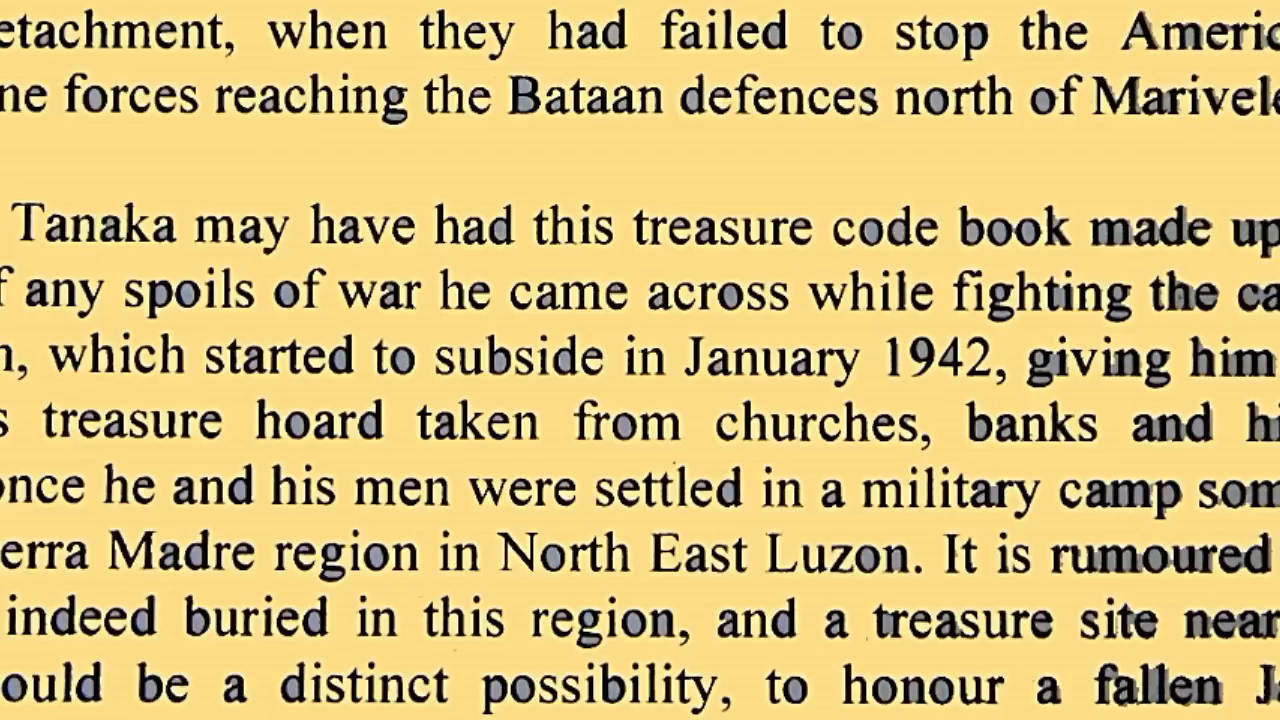 etachment, when they had failed to stop the Americ
ne forces reaching the Bataan defences north of Marivele
Tanaka may have had this treasure code book made up
f any spoils of war he came across while fighting the ca
n, which started to subside in January 1942, giving him
s treasure hoard taken from churches, banks and hi
once he and his men were settled in a military camp som
erra Madre region in North East Luzon. It is rumoured
indeed buried in this region, and a treasure site near
ould be a distinct possibility, to honour a fallen J